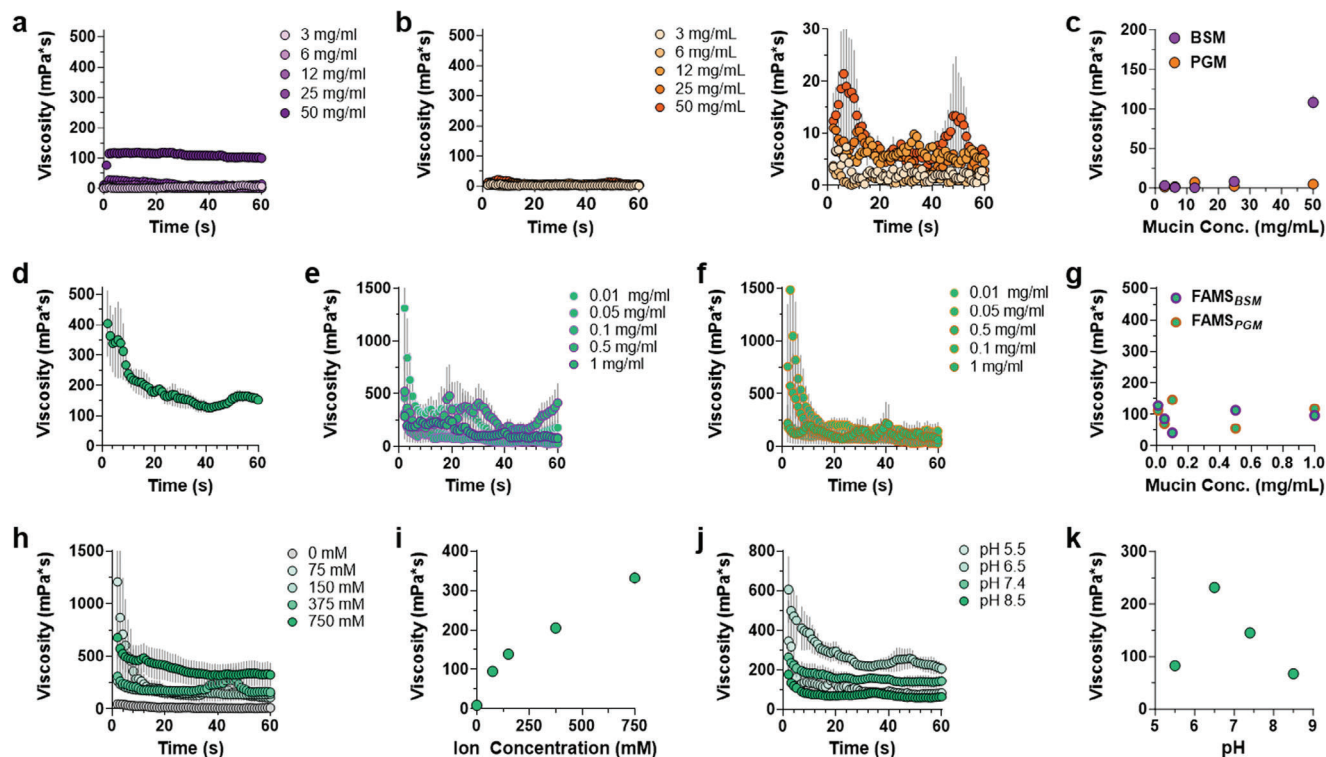 a
Viscosity (mPa*s)
500
400
300
200
100
0
0 20 40 60
Time (s)
3 mg/ml
6 mg/ml
12 mg/ml
25 mg/ml
50 mg/ml
b
Viscosity (mPa*s)
500
400
300
200
100
0
0 20 40 60
Time (s)
3 mg/mL
6 mg/mL
12 mg/mL
25 mg/mL
50 mg/mL
Viscosity (mPa*s)
30
20
10
0
0 20 40 60
Time (s)
c
Viscosity (mPa*s)
200
150
100
50
0
0 10 20 30 40 50
Mucin Conc. (mg/mL)
BSM
PGM
d
Viscosity (mPa*s)
500
400
300
200
100
0
0 20 40 60
Time (s)
e
Viscosity (mPa*s)
1500
1000
500
0
0 20 40 60
Time (s)
0.01 mg/ml
0.05 mg/ml
0.1 mg/ml
0.5 mg/ml
1 mg/ml
f
Viscosity (mPa*s)
1500
1000
500
0
0 20 40 60
Time (s)
0.01 mg/ml
0.05 mg/ml
0.5 mg/ml
0.1 mg/ml
1 mg/ml
g
Viscosity (mPa*s)
500
400
300
200
100
0
0.0 0.2 0.4 0.6 0.8 1.0
Mucin Conc. (mg/mL)
FAMSBSM
FAMSPGM
h
Viscosity (mPa*s)
1500
1250
1000
750
500
250
0
0 20 40 60
Time (s)
0 mM
75 mM
150 mM
375 mM
750 mM
i
Viscosity (mPa*s)
400
300
200
100
0
0 250 500 750
Ion Concentration (mM)
j
Viscosity (mPa*s)
800
600
400
200
0
0 20 40 60
Time (s)
pH 5.5
pH 6.5
pH 7.4
pH 8.5
k
Viscosity (mPa*s)
300
200
100
0
5 6 7 8 9
pH